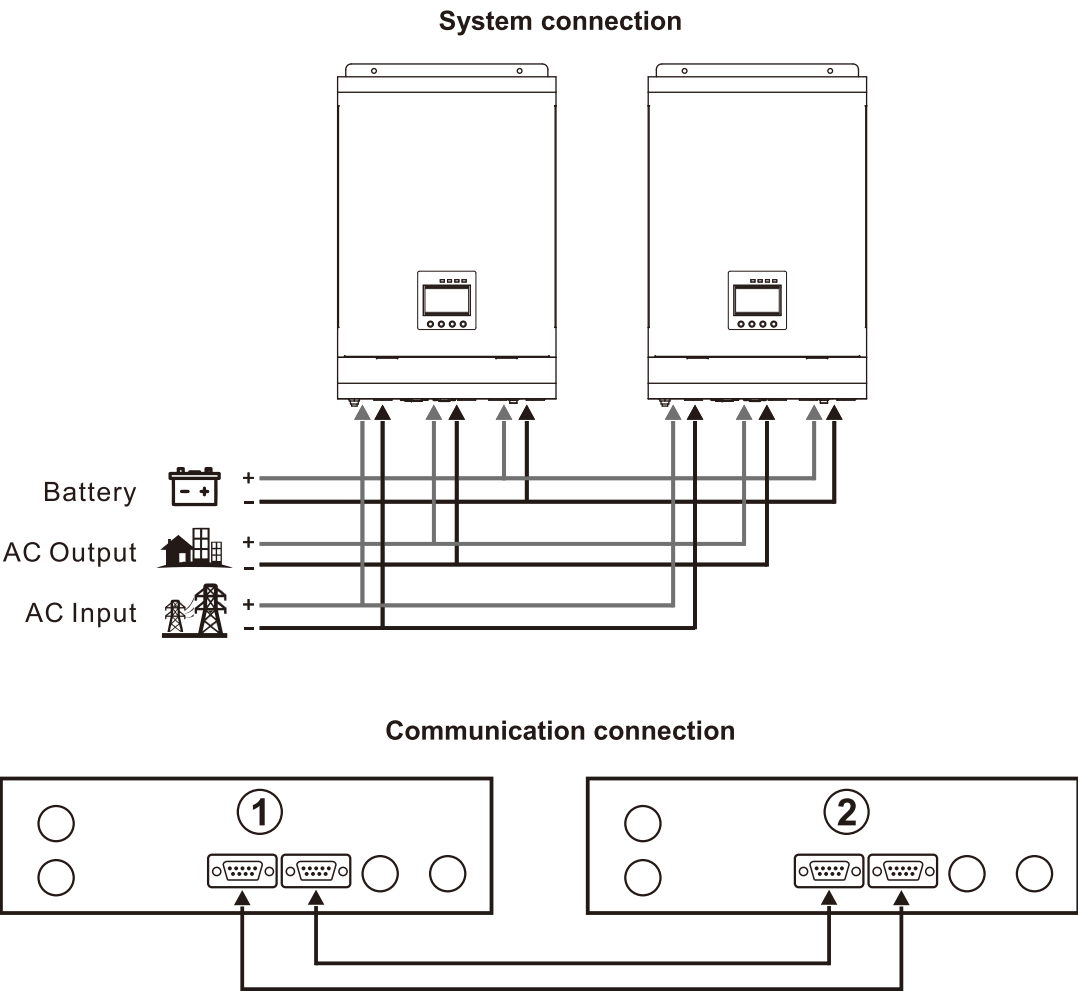 System connection
Battery
+
-
- +
AC Output
+
-
AC Input
+
-
Communication connection
1
2